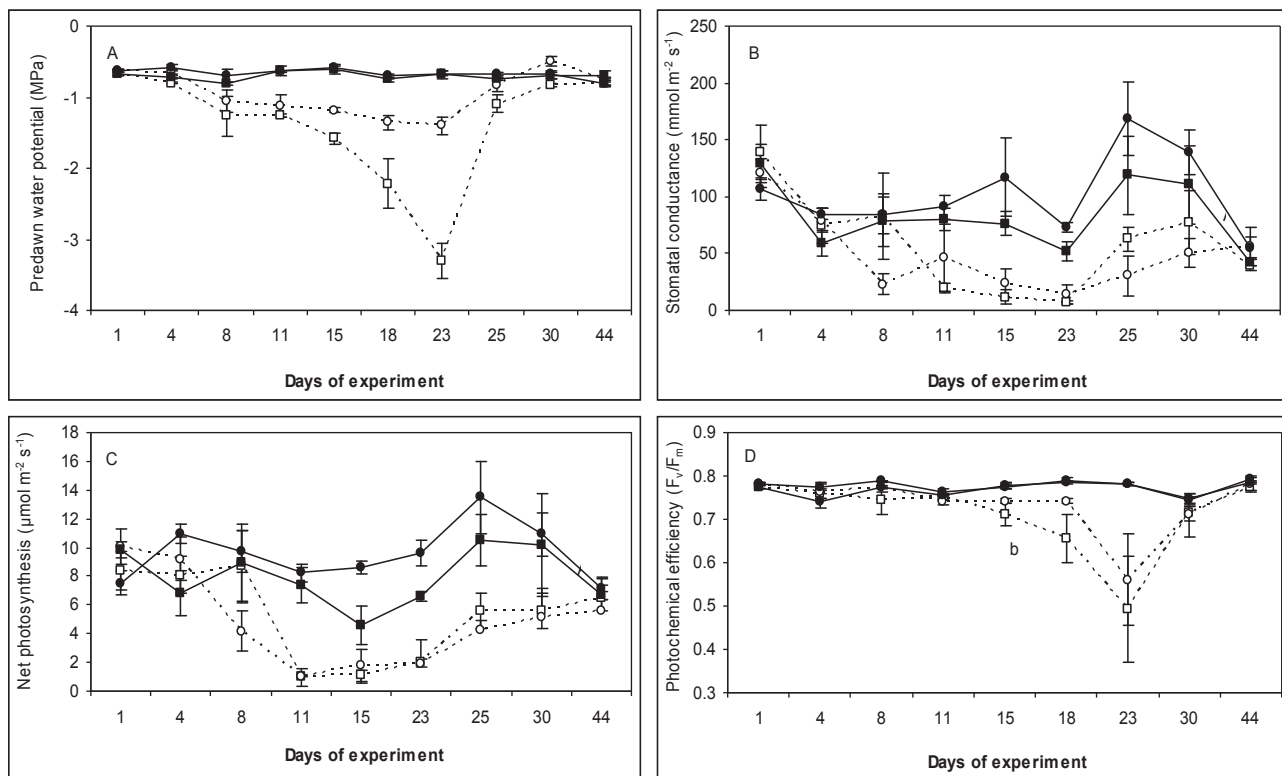 A
Predawn water potential (MPa)
-0
-1
-2
-3
-4
1 4 8 11 15 18 23 25 30 44
Days of experiment
B
Stomatal conductance (mmol m⁻² s⁻¹)
250
200
150
100
50
0
1 4 8 11 15 23 25 30 44
Days of experiment
C
Net photosynthesis (µmol m⁻² s⁻¹)
18
16
14
12
10
8
6
4
2
0
1 4 8 11 15 23 25 30 44
Days of experiment
D
Photochemical efficiency (Fᵥ/Fₘ)
0.9
0.8
0.7
0.6
0.5
0.4
0.3
b
1 4 8 11 15 18 23 30 44
Days of experiment